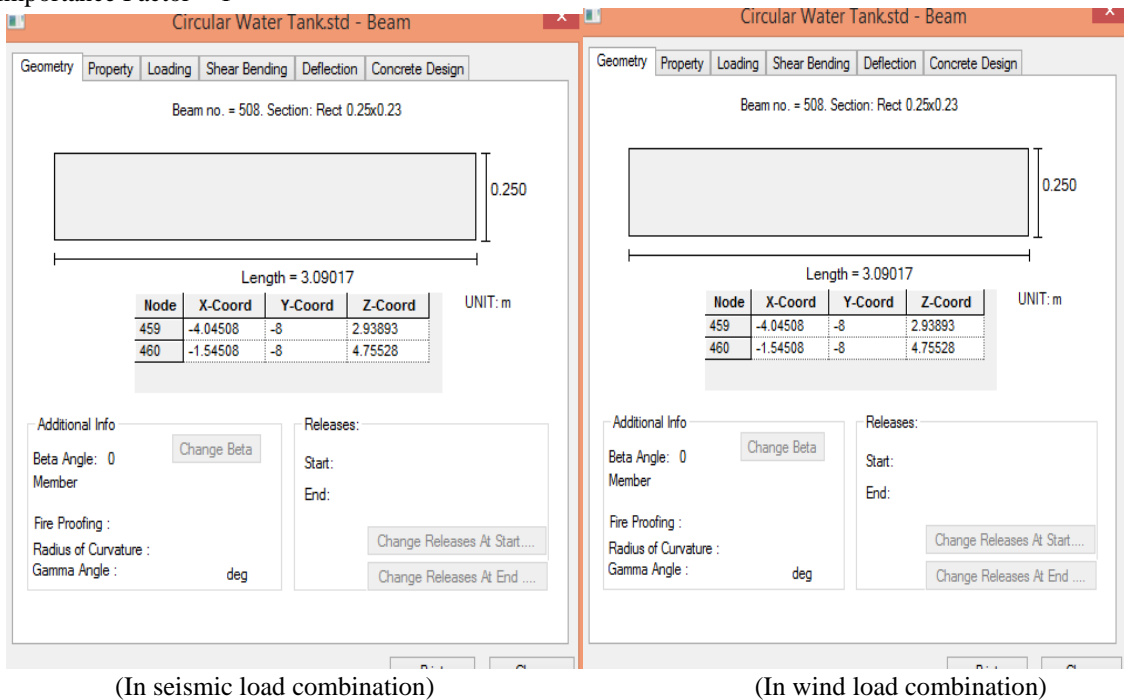 Circular Water Tank.std - Beam
Geometry Property Loading Shear Bending Deflection Concrete Design
Beam no. = 508. Section: Rect 0.25x0.23
0.250
Length = 3.09017
UNIT: m
Node X-Coord Y-Coord Z-Coord
459 -4.04508 -8 2.93893
460 -1.54508 -8 4.75528
Additional Info
Beta Angle: 0
Change Beta
Member
Fire Proofing :
Radius of Curvature :
Gamma Angle : deg
Releases:
Start:
End:
Change Releases At Start....
Change Releases At End ....
(In seismic load combination)
Circular Water Tank.std - Beam
Geometry Property Loading Shear Bending Deflection Concrete Design
Beam no. = 508. Section: Rect 0.25x0.23
0.250
Length = 3.09017
UNIT: m
Node X-Coord Y-Coord Z-Coord
459 -4.04508 -8 2.93893
460 -1.54508 -8 4.75528
Additional Info
Beta Angle: 0
Change Beta
Member
Fire Proofing :
Radius of Curvature :
Gamma Angle : deg
Releases:
Start:
End:
Change Releases At Start....
Change Releases At End ....
(In wind load combination)